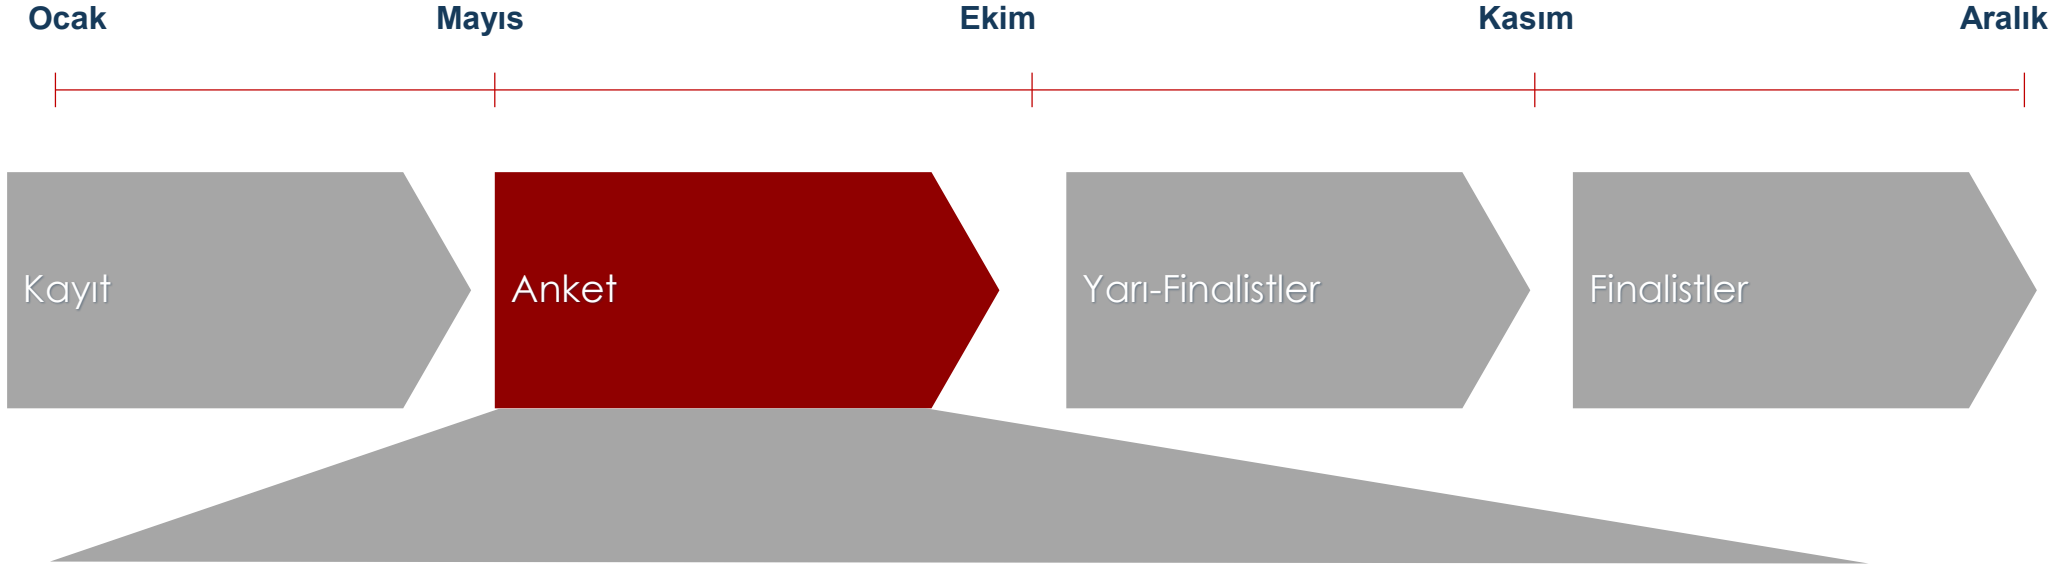 Ocak Mayıs Ekim Kasım Aralık
Kayıt Anket Yarı-Finalistler Finalistler